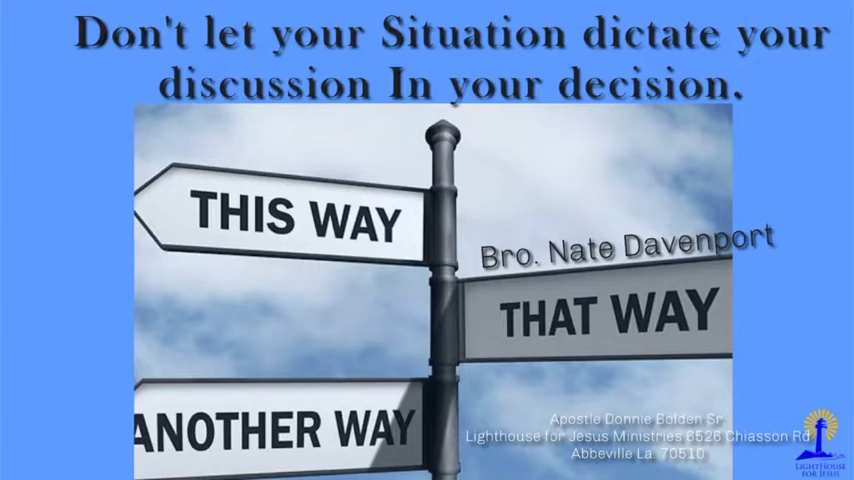 Don't let your Situation dictate your
discussion In your decision.
THIS WAY
Bro. Nate Davenport
THAT WAY
ANOTHER WAY
Apostle Donnie Bolden Sr
Lighthouse for Jesus Ministries 6526 Chiasson Rd
Abbeville La. 70510
LIGHTHOUSE
FOR JESUS